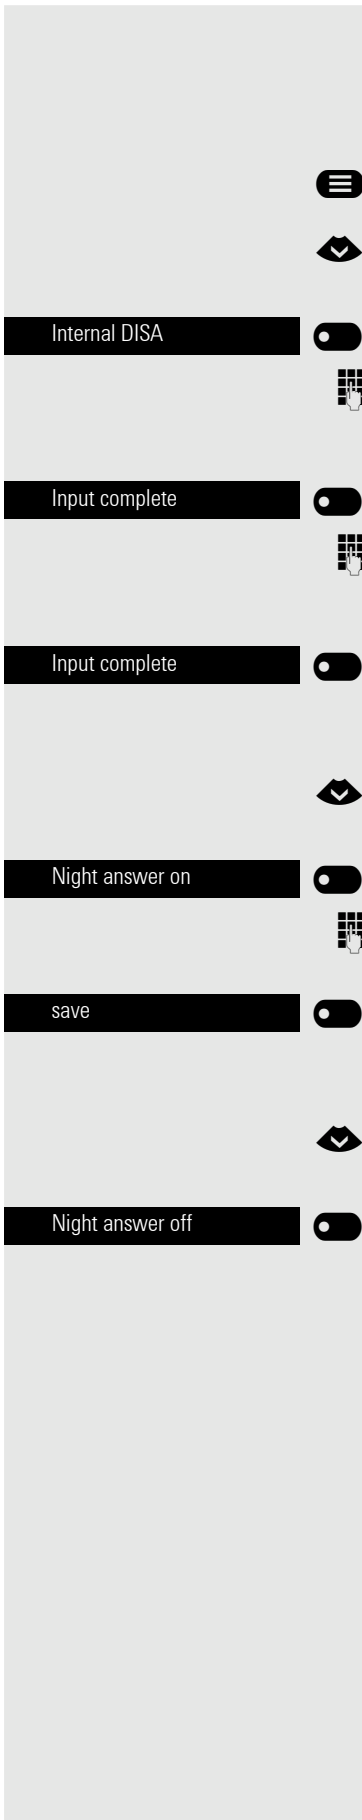 Internal DISA
Input complete
Input complete
Night answer on
save
Night answer off